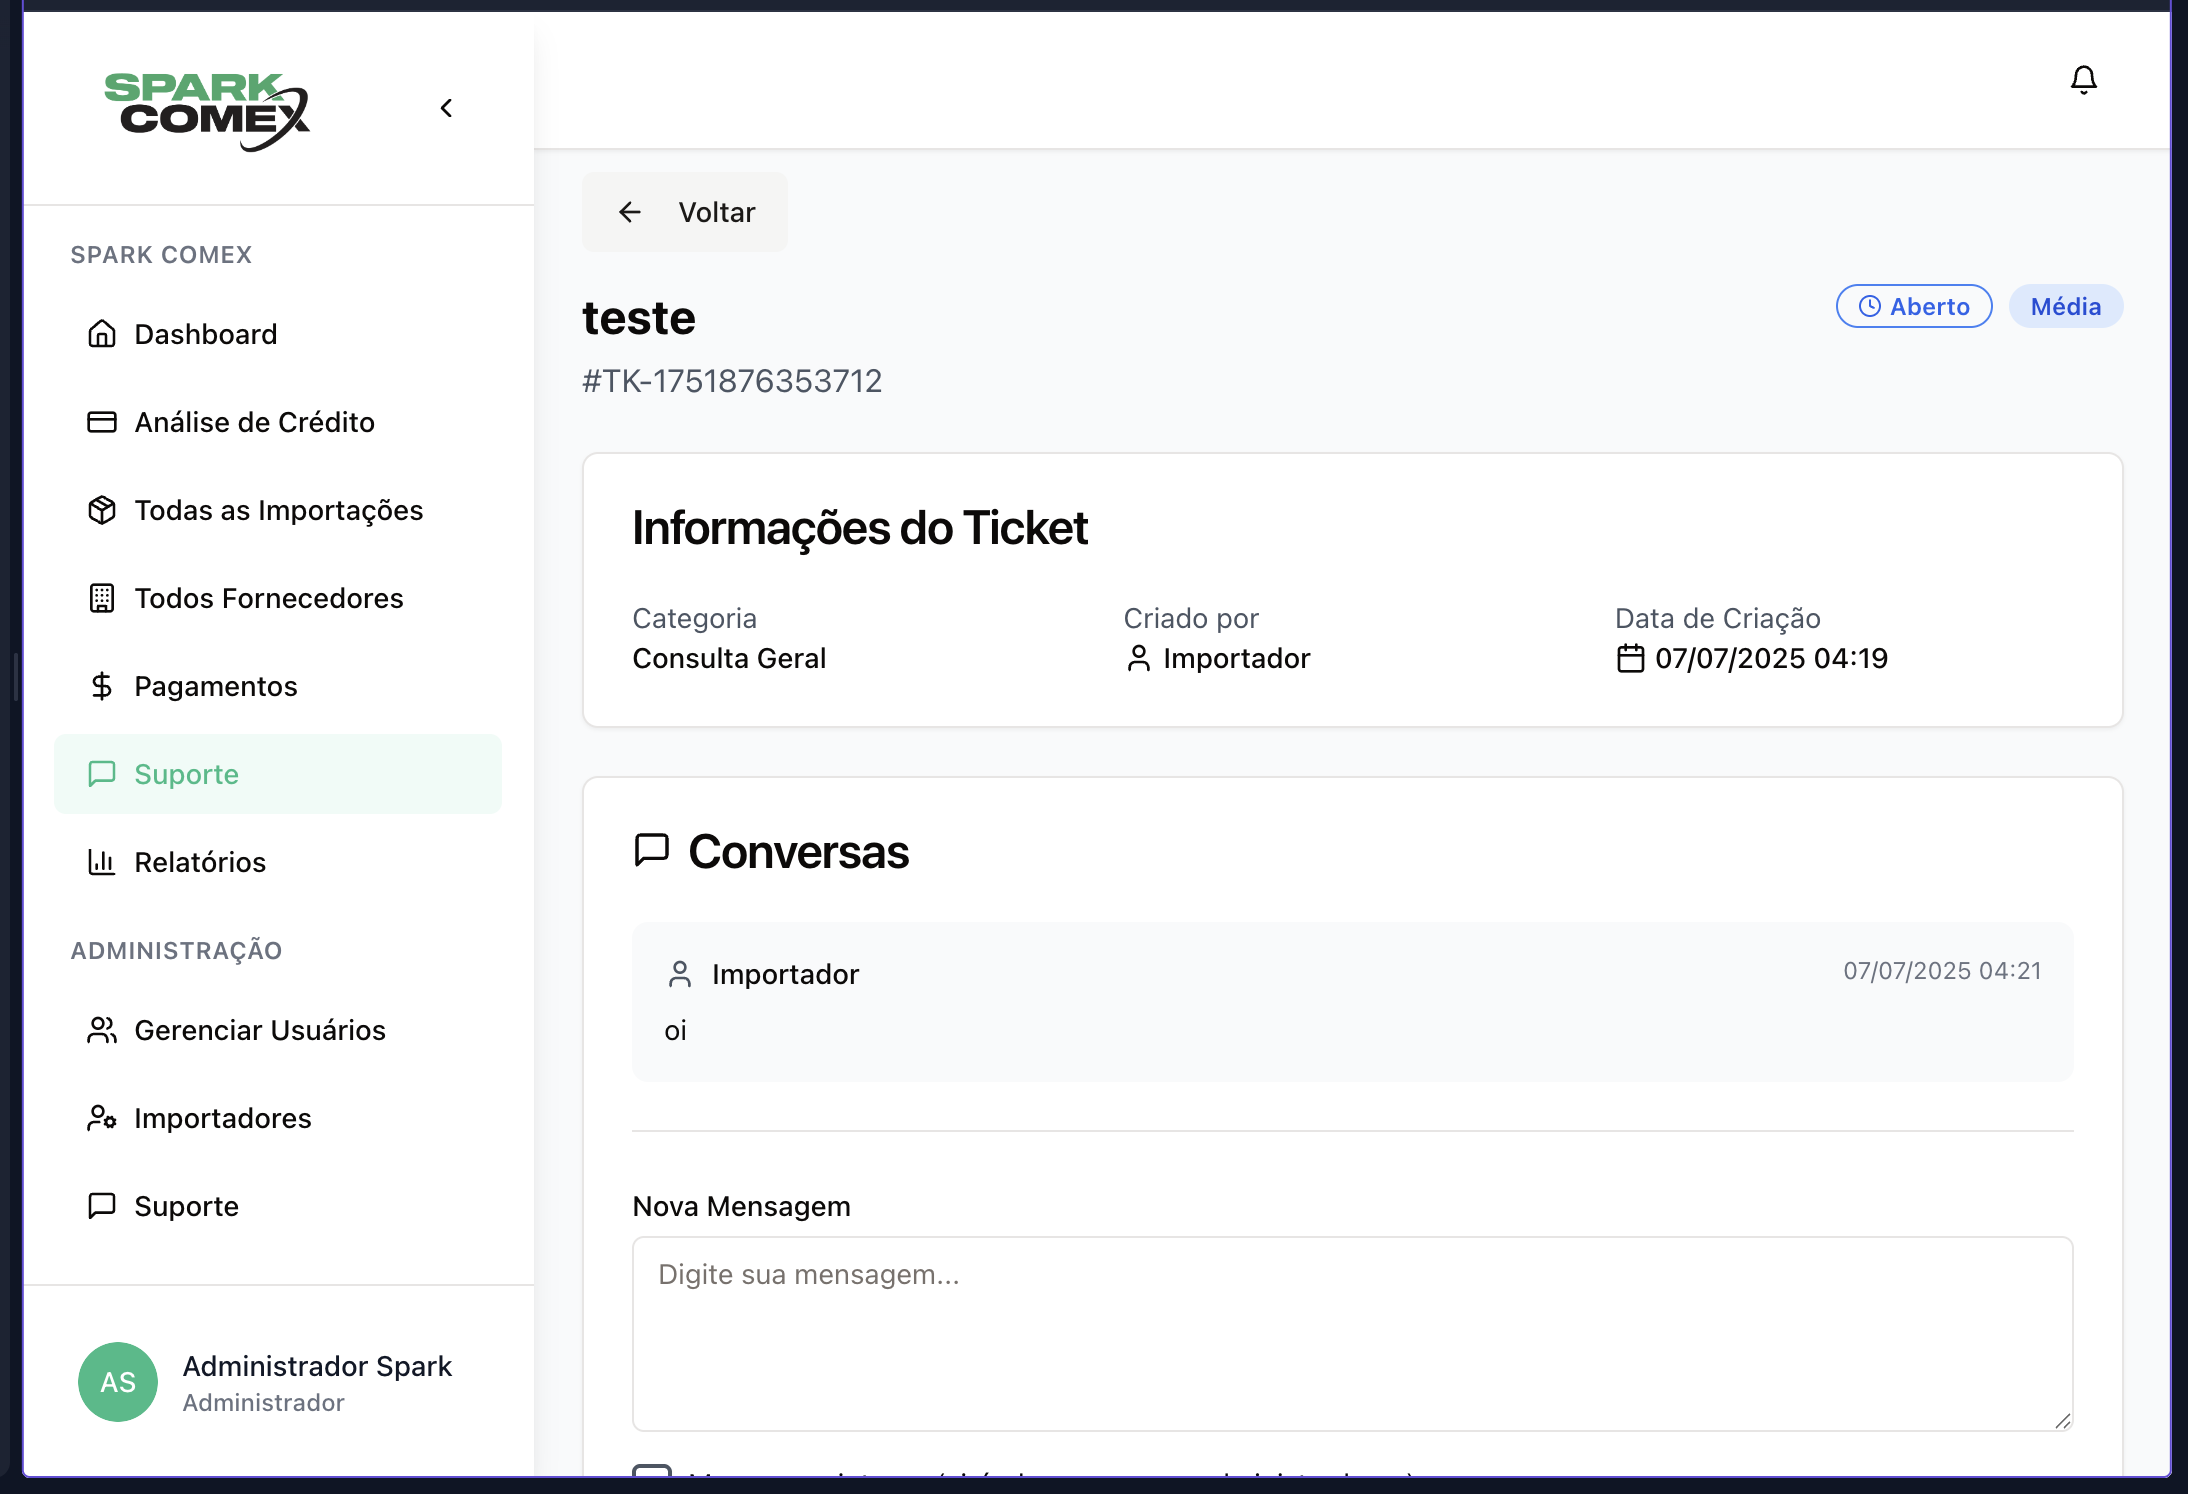 SPARK
COMEX
SPARK COMEX
Dashboard
Análise de Crédito
Todas as Importações
Todos Fornecedores
Pagamentos
Suporte
Relatórios
ADMINISTRAÇÃO
Gerenciar Usuários
Importadores
Suporte
AS
Administrador Spark
Administrador
Voltar
teste
Aberto
Média
#TK-1751876353712
Informações do Ticket
Categoria
Consulta Geral
Criado por
Importador
Data de Criação
07/07/2025 04:19
Conversas
Importador
07/07/2025 04:21
oi
Nova Mensagem
Digite sua mensagem...